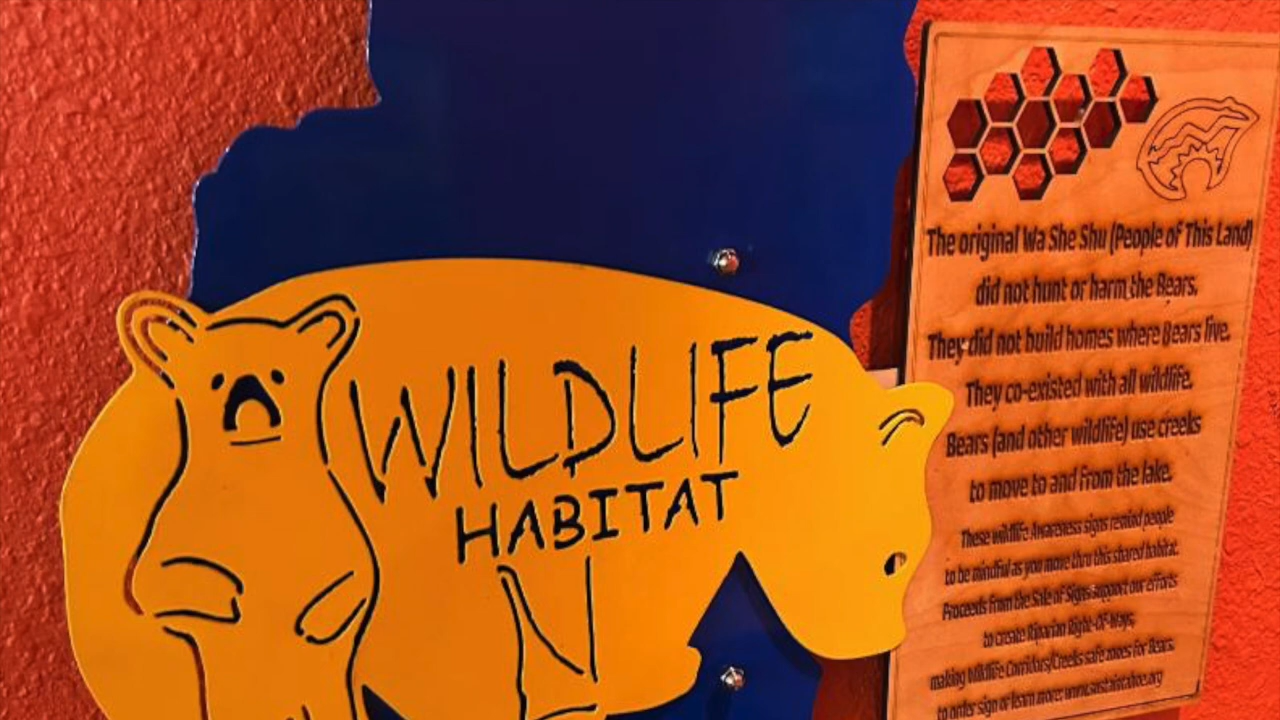 WILDLIFE
HABITAT
The original Wa She Shu (People of This Land)
did not hunt or harm the Bears,
They did not build homes where Bears live.
They co-existed with all wildlife.
Bears (and other wildlife) use creeks
to move to and from the lake.
These wildlife Awareness signs remind people
to be mindful as you move thru this shared habitat.
Proceeds from the Sale of Signs support our efforts
to create Riparian Right-Of-Ways,
making Wildlife Corridors/Creeks safe zones for Bears.
to order sign or learn more: